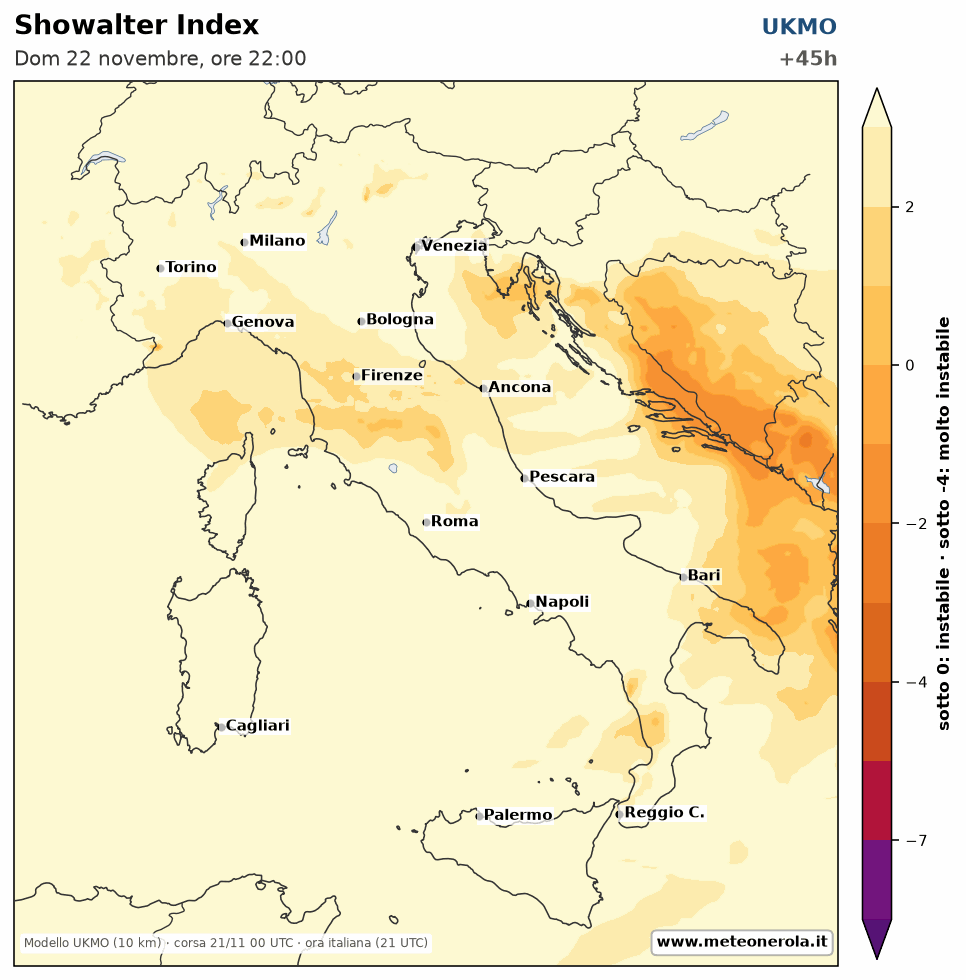 Showalter Index
UKMO
Dom 22 novembre, ore 22:00
+45h
Milano
Venezia
Torino
Genova
Bologna
Firenze
Ancona
Pescara
Roma
Bari
Napoli
Cagliari
Palermo
Reggio C.
2
0
−2
−4
−7
sotto 0: instabile · sotto -4: molto instabile
Modello UKMO (10 km) · corsa 21/11 00 UTC · ora italiana (21 UTC)
www.meteonerola.it